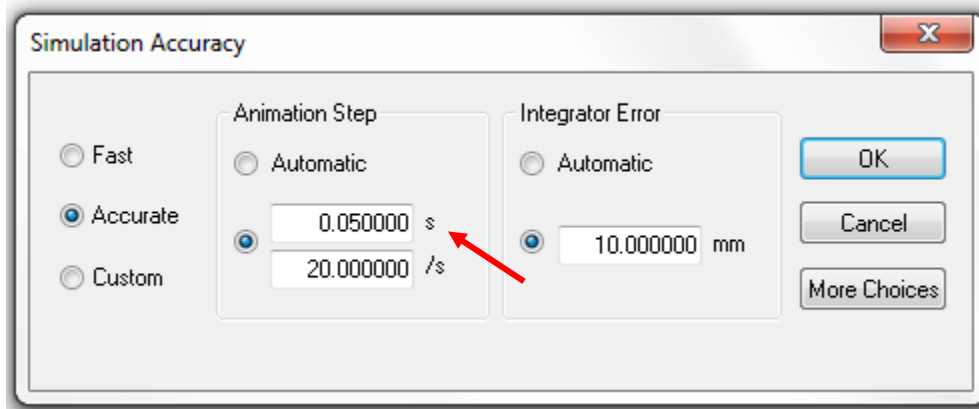 Simulation Accuracy
Fast
Accurate
Custom
Animation Step
Automatic
0.050000 s
20.000000 /s
Integrator Error
Automatic
10.000000 mm
OK
Cancel
More Choices